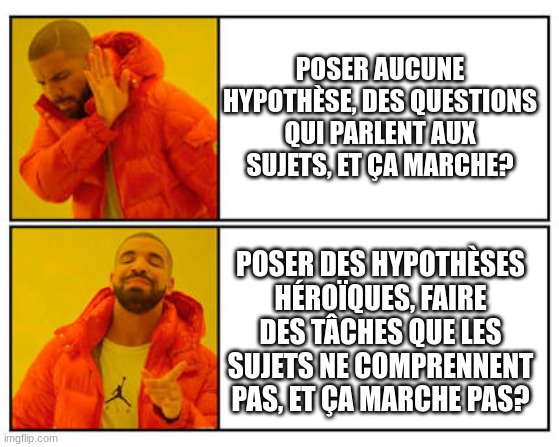 POSER AUCUNE
HYPOTHÈSE, DES QUESTIONS
QUI PARLENT AUX
SUJETS, ET ÇA MARCHE?
POSER DES HYPOTHÈSES
HÉROÏQUES, FAIRE
DES TÂCHES QUE LES
SUJETS NE COMPRENNENT
PAS, ET ÇA MARCHE PAS?
imgflip.com